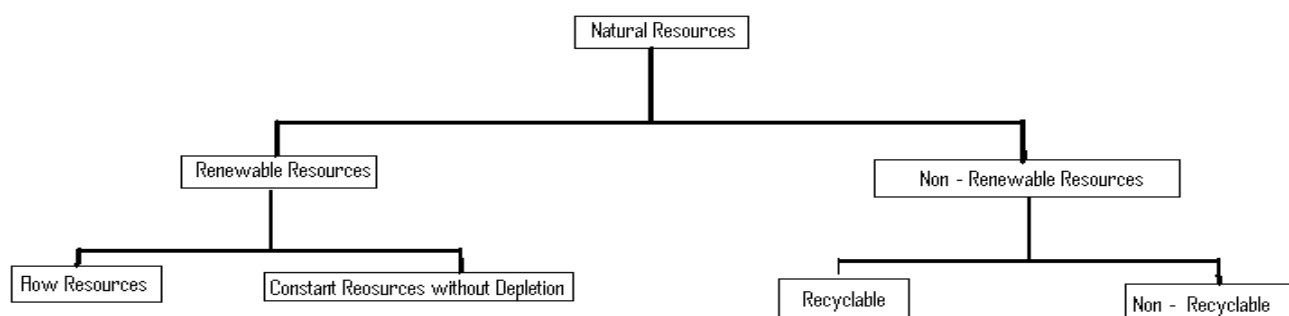 Natural Resources
Renewable Resources
Non - Renewable Resources
Flow Resources
Constant Reosurces without Depletion
Recyclable
Non - Recyclable